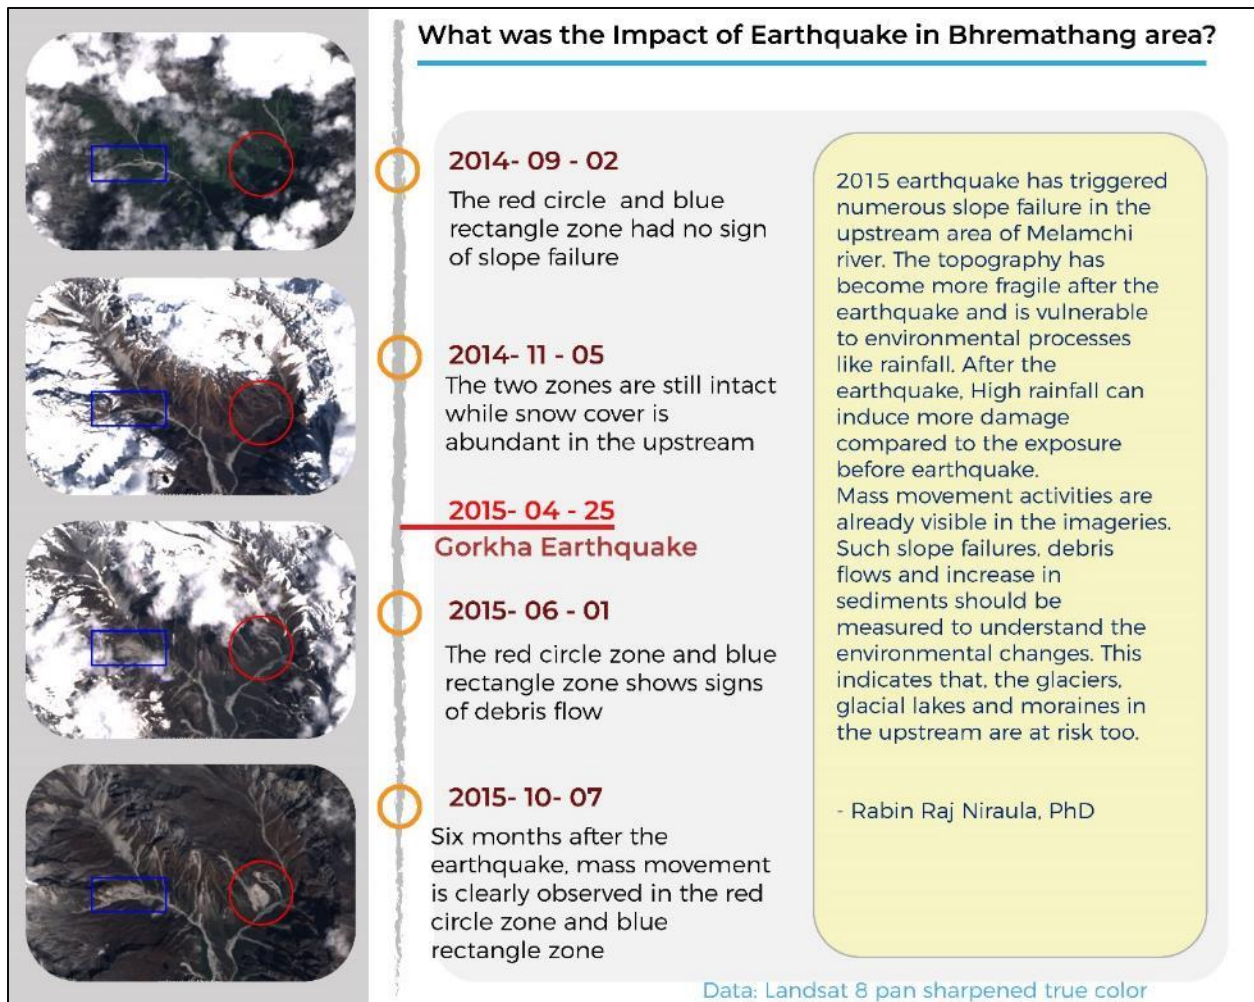 What was the Impact of Earthquake in Bhremathang area?
2014- 09 - 02
The red circle and blue
rectangle zone had no sign
of slope failure
2014- 11 - 05
The two zones are still intact
while snow cover is
abundant in the upstream
2015- 04 - 25
Gorkha Earthquake
2015- 06 - 01
The red circle zone and blue
rectangle zone shows signs
of debris flow
2015- 10- 07
Six months after the
earthquake, mass movement
is clearly observed in the red
circle zone and blue
rectangle zone
2015 earthquake has triggered
numerous slope failure in the
upstream area of Melamchi
river. The topography has
become more fragile after the
earthquake and is vulnerable
to environmental processes
like rainfall. After the
earthquake, High rainfall can
induce more damage
compared to the exposure
before earthquake.
Mass movement activities are
already visible in the imageries.
Such slope failures, debris
flows and increase in
sediments should be
measured to understand the
environmental changes. This
indicates that, the glaciers,
glacial lakes and moraines in
the upstream are at risk too.
- Rabin Raj Niraula, PhD
Data: Landsat 8 pan sharpened true color